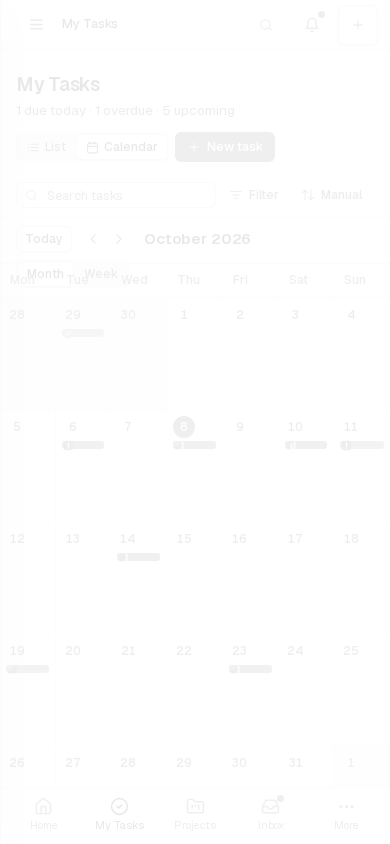 My Tasks
My Tasks
1 due today · 1 overdue · 5 upcoming
List Calendar New task
Search tasks Filter Manual
Today October 2026
Month Week
Mon Tue Wed Thu Fri Sat Sun
28 29 30 1 2 3 4
5 6 7 8 9 10 11
12 13 14 15 16 17 18
19 20 21 22 23 24 25
26 27 28 29 30 31 1
Home My Tasks Projects Inbox More